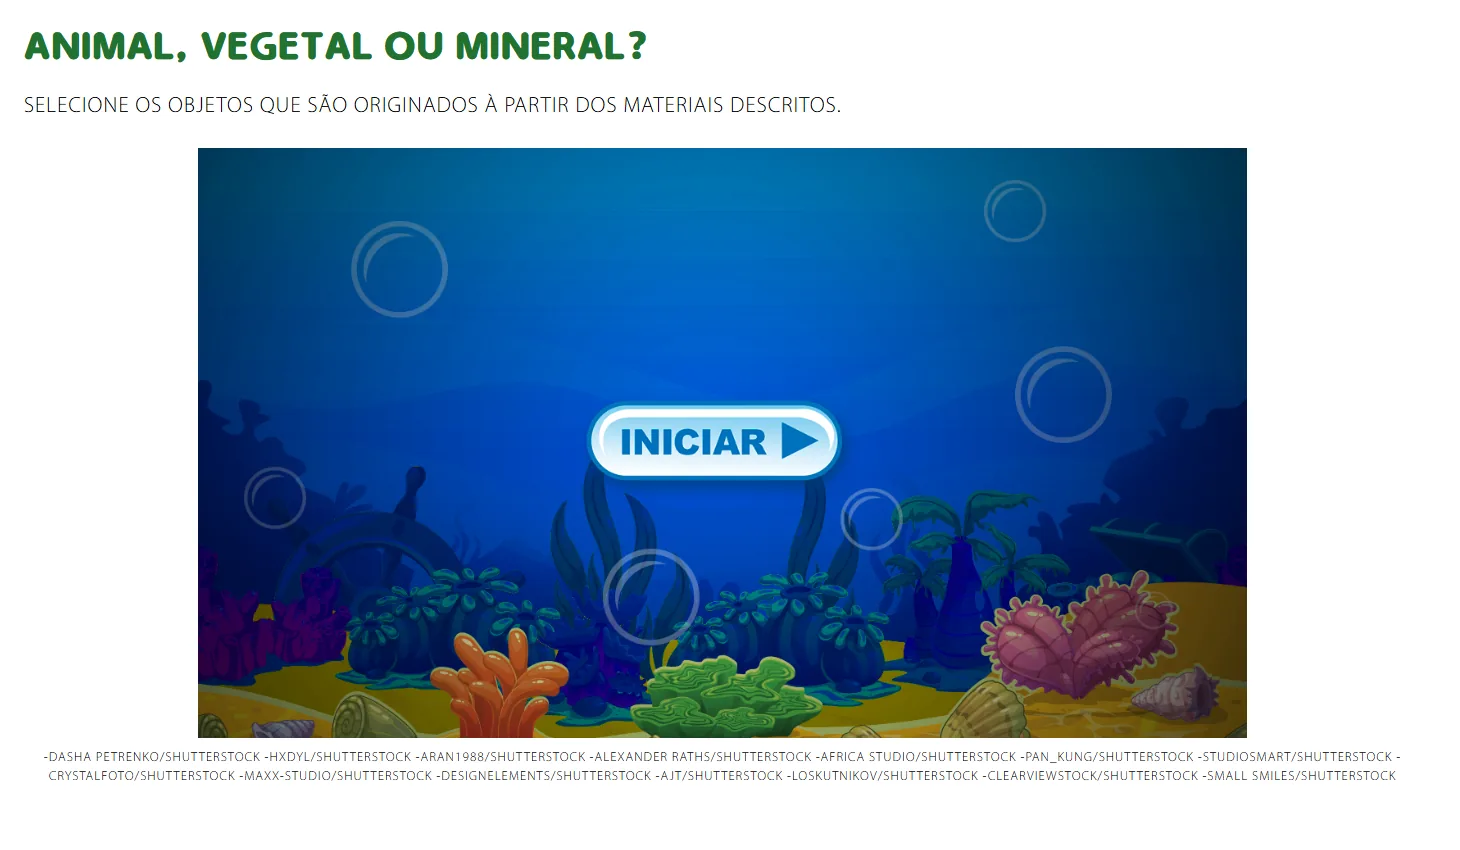 ANIMAL, VEGETAL OU MINERAL?
SELECIONE OS OBJETOS QUE SÃO ORIGINADOS À PARTIR DOS MATERIAIS DESCRITOS.
INICIAR
-DASHA PETRENKO/SHUTTERSTOCK -HXDYL/SHUTTERSTOCK -ARAN1988/SHUTTERSTOCK -ALEXANDER RATHS/SHUTTERSTOCK -AFRICA STUDIO/SHUTTERSTOCK -PAN_KUNG/SHUTTERSTOCK -STUDIOSMART/SHUTTERSTOCK -
CRYSTALFOTO/SHUTTERSTOCK -MAXX-STUDIO/SHUTTERSTOCK -DESIGNELEMENTS/SHUTTERSTOCK -AJT/SHUTTERSTOCK -LOSKUTNIKOV/SHUTTERSTOCK -CLEARVIEWSTOCK/SHUTTERSTOCK -SMALL SMILES/SHUTTERSTOCK